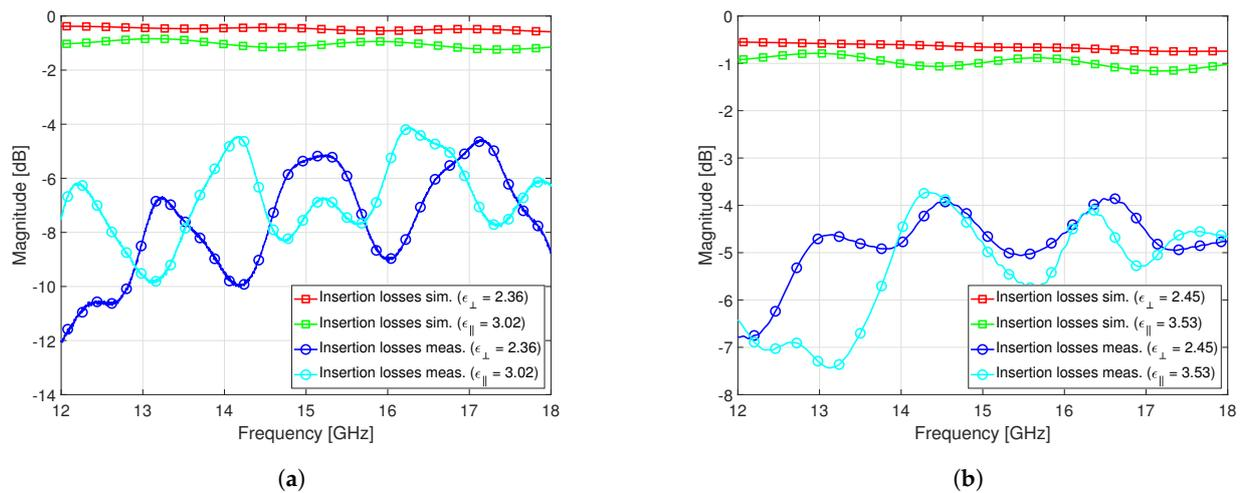 0
-2
-4
-6
-8
-10
-12
-14
Magnitude [dB]
12 13 14 15 16 17 18
Frequency [GHz]
Insertion losses sim. (ϵ⊥ = 2.36)
Insertion losses sim. (ϵ|| = 3.02)
Insertion losses meas. (ϵ⊥ = 2.36)
Insertion losses meas. (ϵ|| = 3.02)
(a)
0
-1
-2
-3
-4
-5
-6
-7
-8
Magnitude [dB]
12 13 14 15 16 17 18
Frequency [GHz]
Insertion losses sim. (ϵ⊥ = 2.45)
Insertion losses sim. (ϵ|| = 3.53)
Insertion losses meas. (ϵ⊥ = 2.45)
Insertion losses meas. (ϵ|| = 3.53)
(b)